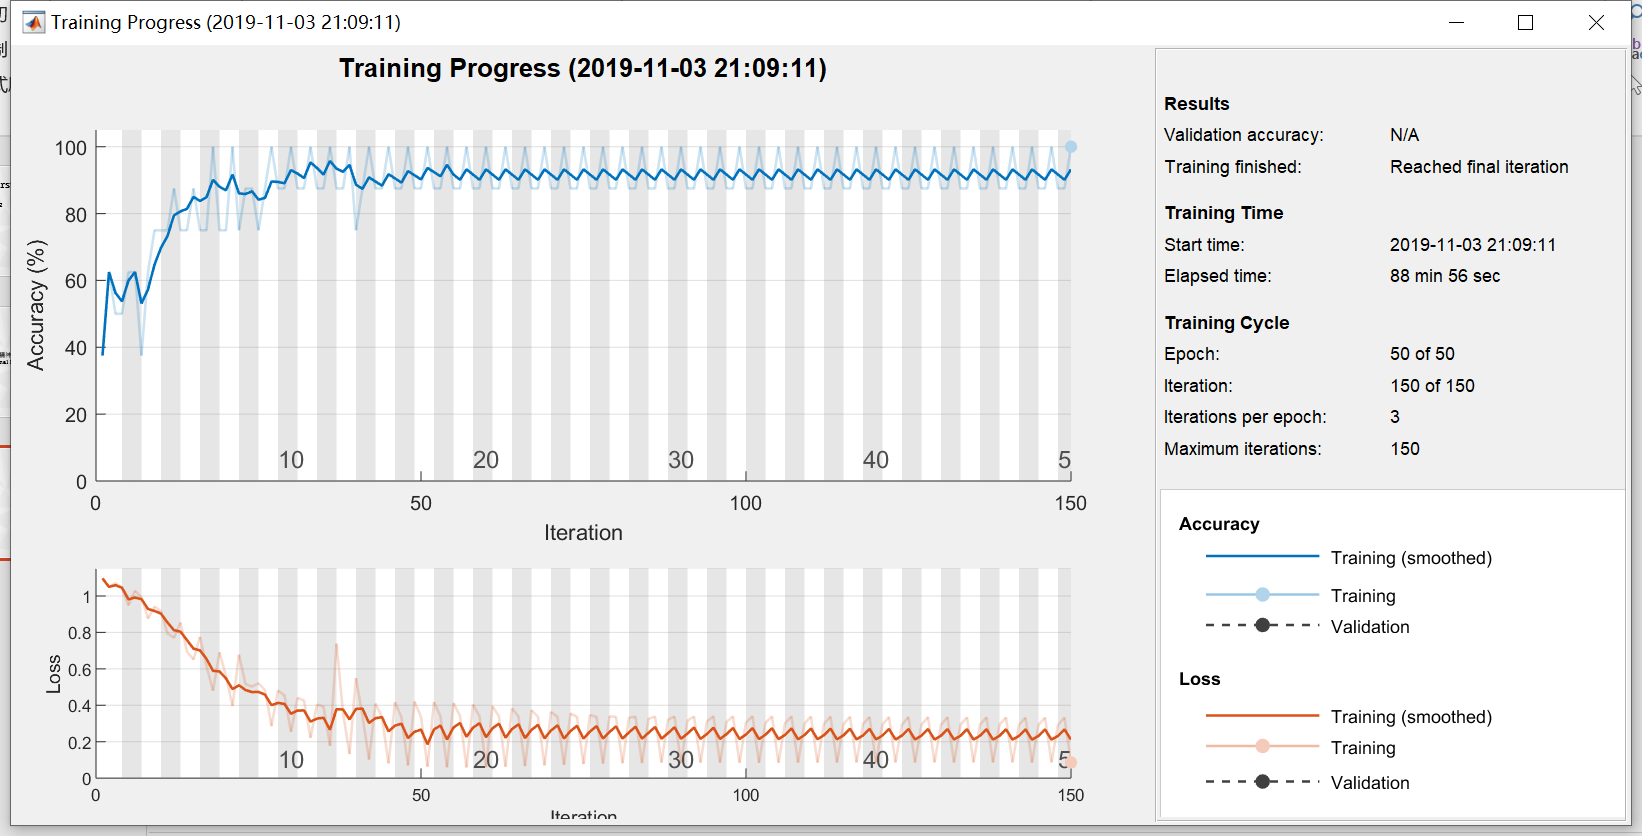 Training Progress (2019-11-03 21:09:11)
Training Progress (2019-11-03 21:09:11)
100
80
60
40
20
0
Accuracy (%)
10 20 30 40 5
0 50 100 150
Iteration
1
0.8
0.6
0.4
0.2
0
Loss
10 20 30 40 5
0 50 100 150
Iteration
Results
Validation accuracy: N/A
Training finished: Reached final iteration
Training Time
Start time: 2019-11-03 21:09:11
Elapsed time: 88 min 56 sec
Training Cycle
Epoch: 50 of 50
Iteration: 150 of 150
Iterations per epoch: 3
Maximum iterations: 150
Accuracy
Training (smoothed)
Training
Validation
Loss
Training (smoothed)
Training
Validation